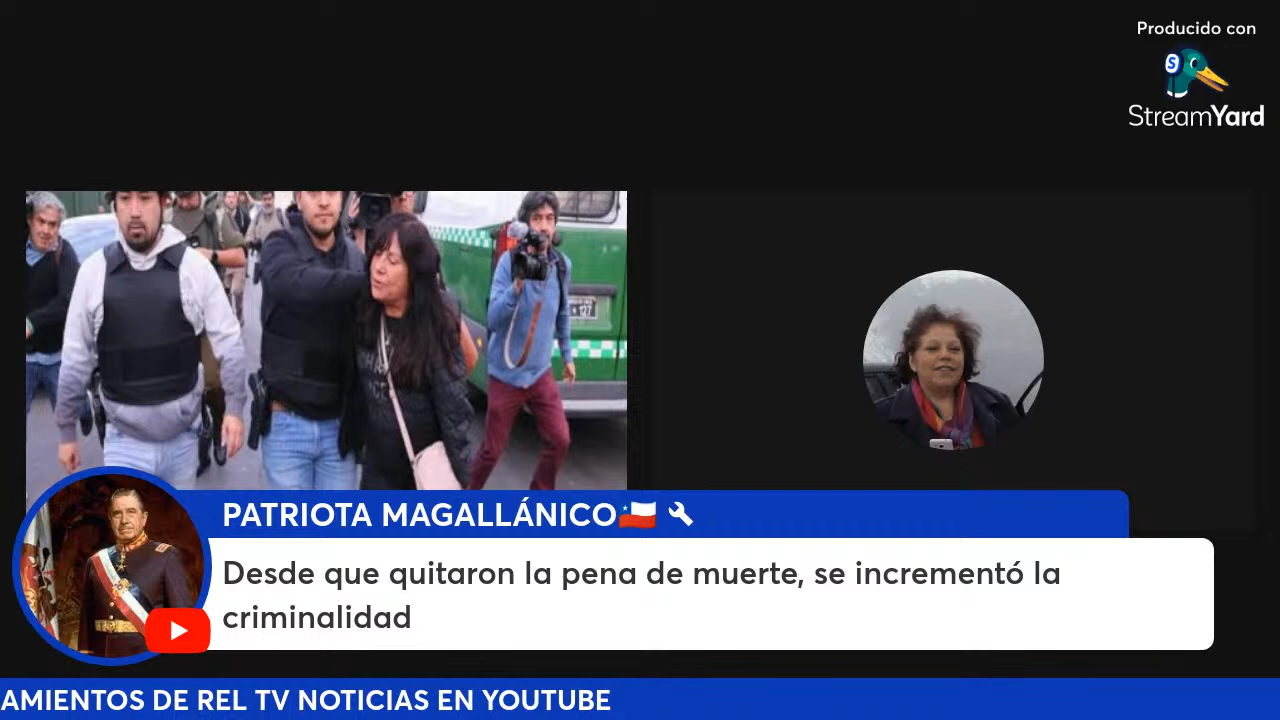 Producido con
StreamYard
127
PATRIOTA MAGALLÁNICO🇨🇱 🔧
Desde que quitaron la pena de muerte, se incrementó la
criminalidad
AMIENTOS DE REL TV NOTICIAS EN YOUTUBE